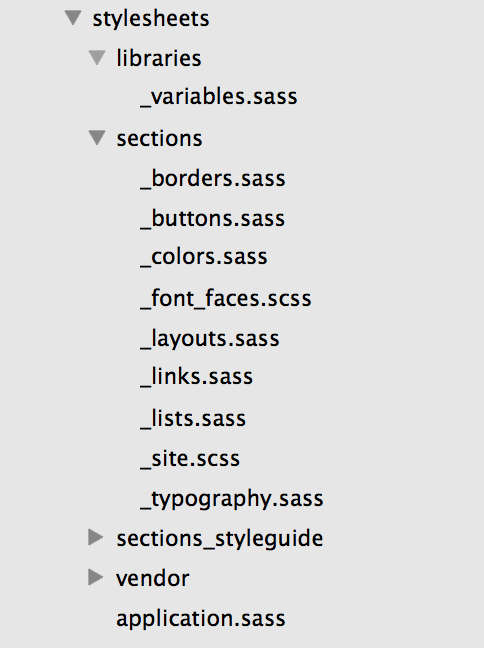 stylesheets
libraries
_variables.sass
sections
_borders.sass
_buttons.sass
_colors.sass
_font_faces.scss
_layouts.sass
_links.sass
_lists.sass
_site.scss
_typography.sass
sections_styleguide
vendor
application.sass